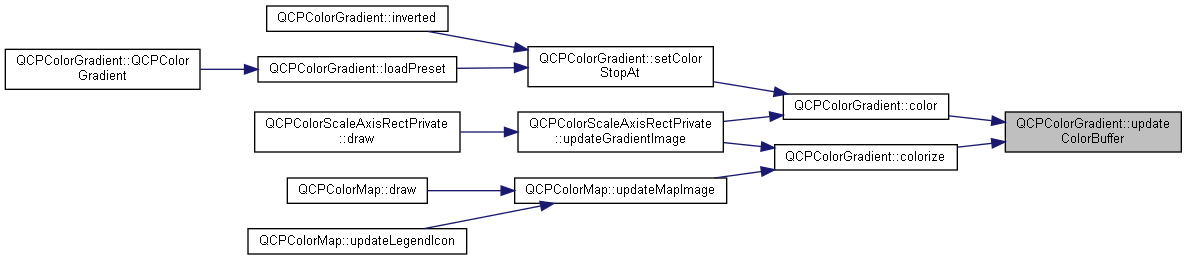 QCPColorGradient::inverted
QCPColorGradient::QCPColor
Gradient
QCPColorGradient::loadPreset
QCPColorGradient::setColor
StopAt
QCPColorGradient::color
QCPColorGradient::update
ColorBuffer
QCPColorScaleAxisRectPrivate
::draw
QCPColorScaleAxisRectPrivate
::updateGradientImage
QCPColorGradient::colorize
QCPColorMap::draw
QCPColorMap::updateMapImage
QCPColorMap::updateLegendIcon